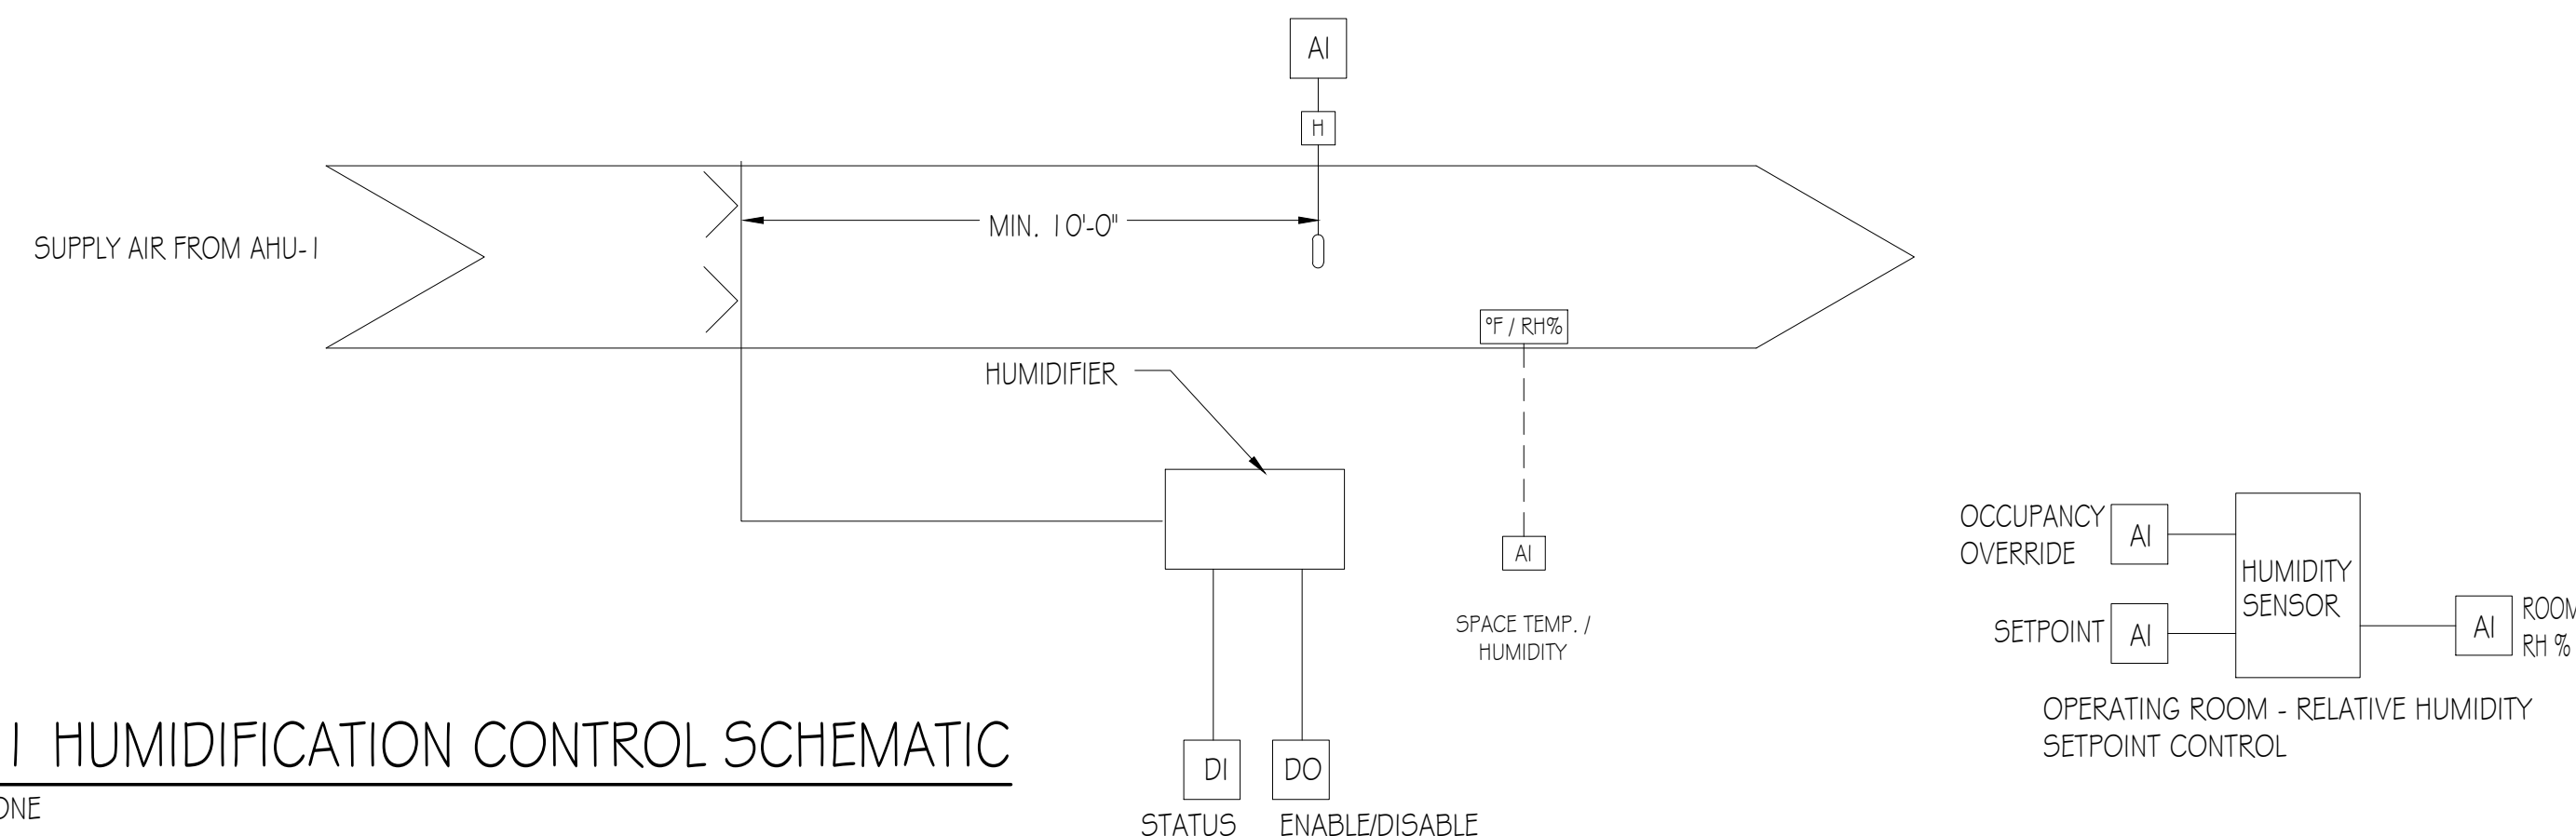 AI
H
SUPPLY AIR FROM AHU-1
MIN. 10'-0"
°F / RH%
HUMIDIFIER
AI
SPACE TEMP. /
HUMIDITY
OCCUPANCY
OVERRIDE
AI
HUMIDITY
SENSOR
SETPOINT
AI
AI
ROOM
RH %
OPERATING ROOM - RELATIVE HUMIDITY
SETPOINT CONTROL
1 HUMIDIFICATION CONTROL SCHEMATIC
ONE
DI
DO
STATUS
ENABLE/DISABLE